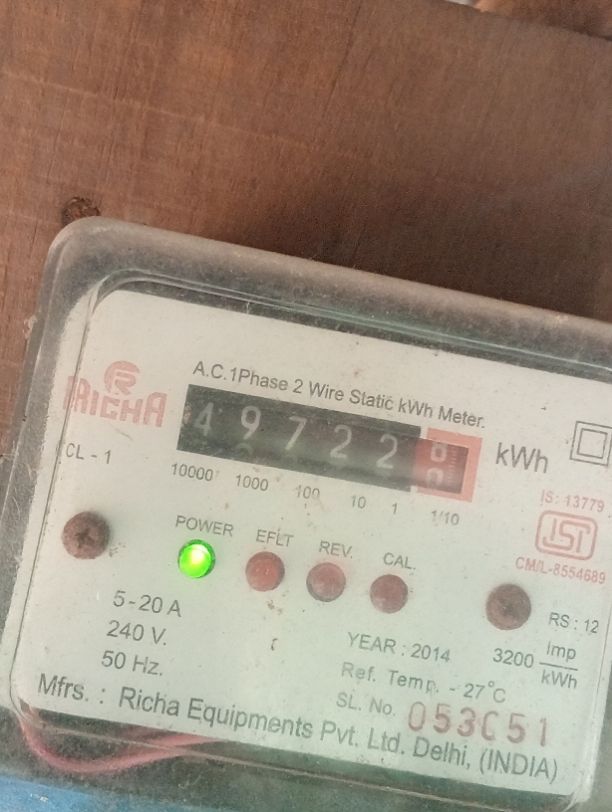 R
RICHA
A.C.1Phase 2 Wire Static kWh Meter.
49722 kWh
CL - 1
10000 1000 100 10 1 1/10
IS: 13779
ISI
CM/L-8554689
POWER EFLT REV. CAL.
5-20 A
240 V.
50 Hz.
RS : 12
3200 Imp
kWh
YEAR : 2014
Ref. Temp. - 27°C
SL. No. 053C51
Mfrs. : Richa Equipments Pvt. Ltd. Delhi, (INDIA)